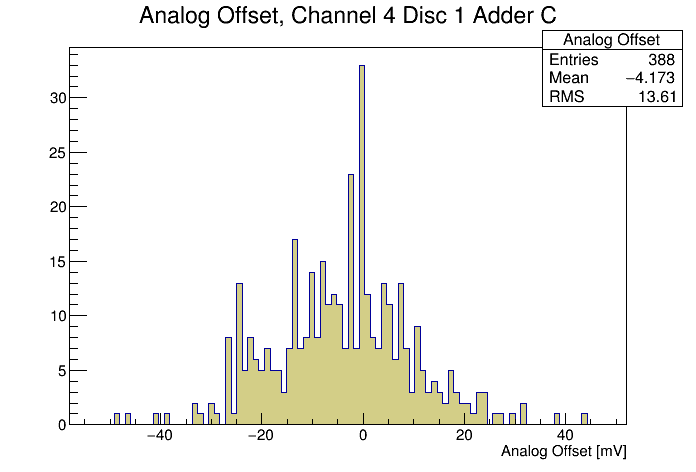 Analog Offset, Channel 4 Disc 1 Adder C
Analog Offset
Entries 388
Mean −4.173
RMS 13.61
30
25
20
15
10
5
0
−40 −20 0 20 40
Analog Offset [mV]